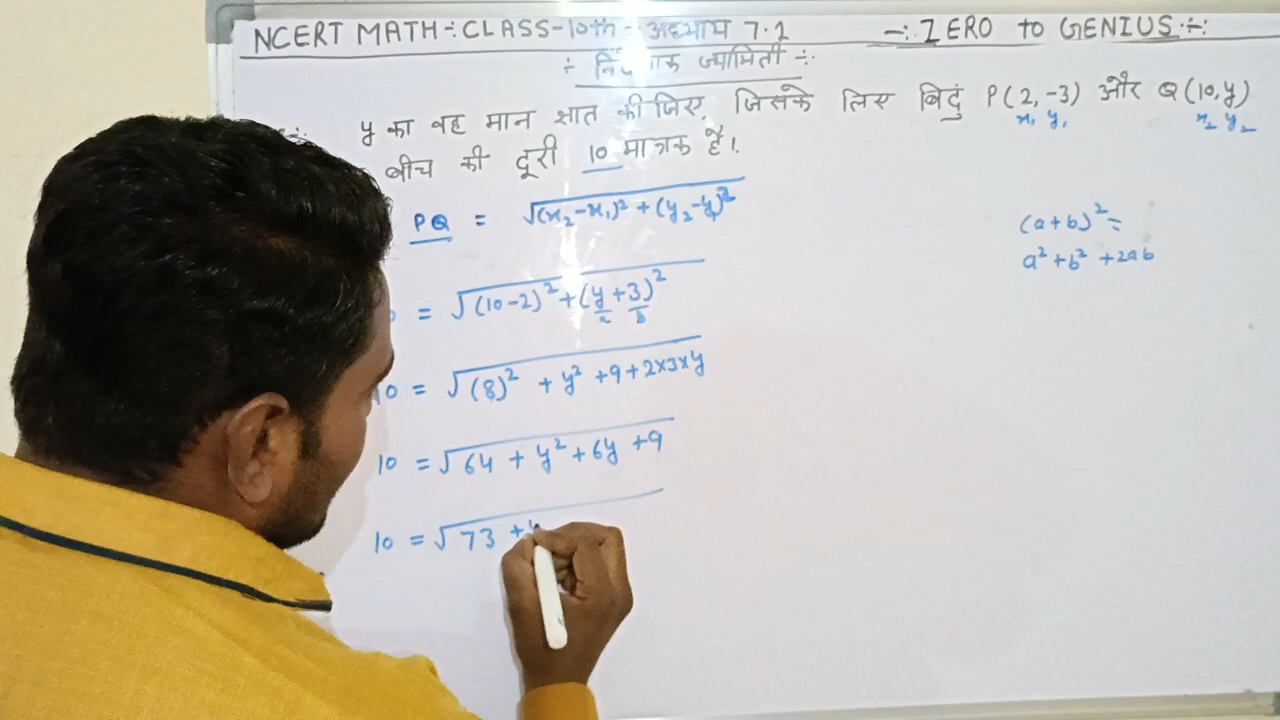 NCERT MATH÷CLASS-10th- अध्याय 7.1 -:ZERO to GENIUS÷
÷ ज्यामिती ÷
y का वह मान ज्ञात कीजिए, जिसके लिए बिदुं P(2,-3) और Q(10,y)
x₁ y₁ x₂ y₂
बीच की दूरी 10 मात्रक है।
PQ = √(x₂-x₁)²+(y₂-y₁)²
(a+b)²=
a²+b²+2ab
= √(10-2)²+(y+3)²
a b
10 = √(8)² + y² +9+2x3xy
10 = √64 + y² +6y +9
10 = √73 +